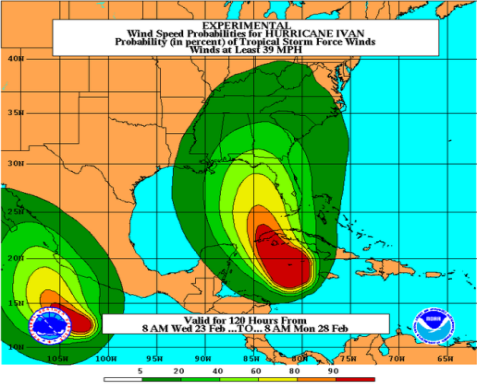 EXPERIMENTAL
Wind Speed Probabilities for HURRICANE IVAN
Probability (in percent) of Tropical Storm Force Winds
Winds at Least 39 MPH
40N
35N
30N
25N
20N
15N
10N
Valid for 120 Hours From
8 AM Wed 23 Feb ...TO... 8 AM Mon 28 Feb
NOAA
105W 100W 95W 90W 85W 80W 75W 70W 65W
5 20 40 60 80 90